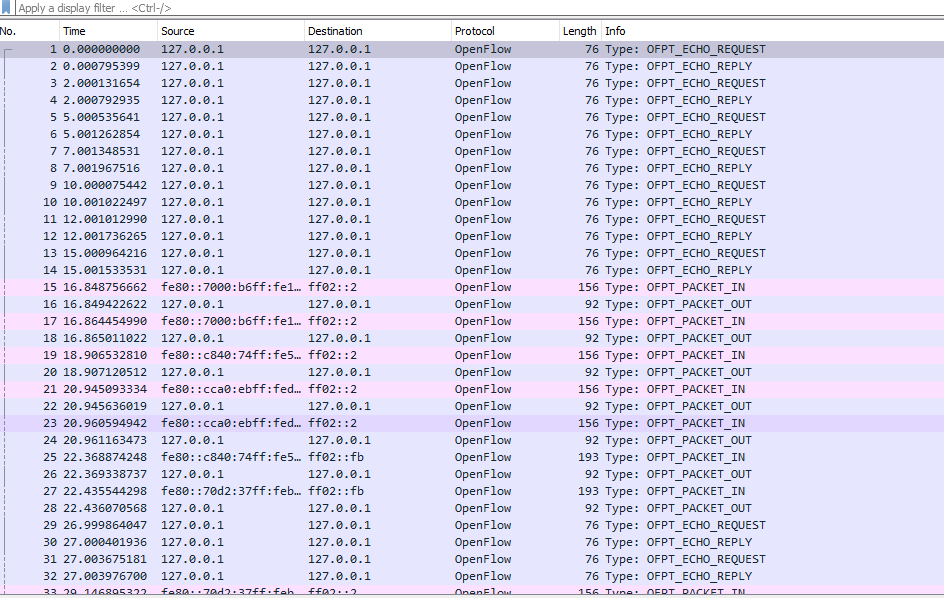 Apply a display filter ... <Ctrl-/>
No. Time Source Destination Protocol Length Info
1 0.000000000 127.0.0.1 127.0.0.1 OpenFlow 76 Type: OFPT_ECHO_REQUEST
2 0.000795399 127.0.0.1 127.0.0.1 OpenFlow 76 Type: OFPT_ECHO_REPLY
3 2.000131654 127.0.0.1 127.0.0.1 OpenFlow 76 Type: OFPT_ECHO_REQUEST
4 2.000792935 127.0.0.1 127.0.0.1 OpenFlow 76 Type: OFPT_ECHO_REPLY
5 5.000535641 127.0.0.1 127.0.0.1 OpenFlow 76 Type: OFPT_ECHO_REQUEST
6 5.001262854 127.0.0.1 127.0.0.1 OpenFlow 76 Type: OFPT_ECHO_REPLY
7 7.001348531 127.0.0.1 127.0.0.1 OpenFlow 76 Type: OFPT_ECHO_REQUEST
8 7.001967516 127.0.0.1 127.0.0.1 OpenFlow 76 Type: OFPT_ECHO_REPLY
9 10.000075442 127.0.0.1 127.0.0.1 OpenFlow 76 Type: OFPT_ECHO_REQUEST
10 10.001022497 127.0.0.1 127.0.0.1 OpenFlow 76 Type: OFPT_ECHO_REPLY
11 12.001012990 127.0.0.1 127.0.0.1 OpenFlow 76 Type: OFPT_ECHO_REQUEST
12 12.001736265 127.0.0.1 127.0.0.1 OpenFlow 76 Type: OFPT_ECHO_REPLY
13 15.000964216 127.0.0.1 127.0.0.1 OpenFlow 76 Type: OFPT_ECHO_REQUEST
14 15.001533531 127.0.0.1 127.0.0.1 OpenFlow 76 Type: OFPT_ECHO_REPLY
15 16.848756662 fe80::7000:b6ff:fe1… ff02::2 OpenFlow 156 Type: OFPT_PACKET_IN
16 16.849422622 127.0.0.1 127.0.0.1 OpenFlow 92 Type: OFPT_PACKET_OUT
17 16.864454990 fe80::7000:b6ff:fe1… ff02::2 OpenFlow 156 Type: OFPT_PACKET_IN
18 16.865011022 127.0.0.1 127.0.0.1 OpenFlow 92 Type: OFPT_PACKET_OUT
19 18.906532810 fe80::c840:74ff:fe5… ff02::2 OpenFlow 156 Type: OFPT_PACKET_IN
20 18.907120512 127.0.0.1 127.0.0.1 OpenFlow 92 Type: OFPT_PACKET_OUT
21 20.945093334 fe80::cca0:ebff:fed… ff02::2 OpenFlow 156 Type: OFPT_PACKET_IN
22 20.945636019 127.0.0.1 127.0.0.1 OpenFlow 92 Type: OFPT_PACKET_OUT
23 20.960594942 fe80::cca0:ebff:fed… ff02::2 OpenFlow 156 Type: OFPT_PACKET_IN
24 20.961163473 127.0.0.1 127.0.0.1 OpenFlow 92 Type: OFPT_PACKET_OUT
25 22.368874248 fe80::c840:74ff:fe5… ff02::fb OpenFlow 193 Type: OFPT_PACKET_IN
26 22.369338737 127.0.0.1 127.0.0.1 OpenFlow 92 Type: OFPT_PACKET_OUT
27 22.435544298 fe80::70d2:37ff:feb… ff02::fb OpenFlow 193 Type: OFPT_PACKET_IN
28 22.436070568 127.0.0.1 127.0.0.1 OpenFlow 92 Type: OFPT_PACKET_OUT
29 26.999864047 127.0.0.1 127.0.0.1 OpenFlow 76 Type: OFPT_ECHO_REQUEST
30 27.000401936 127.0.0.1 127.0.0.1 OpenFlow 76 Type: OFPT_ECHO_REPLY
31 27.003675181 127.0.0.1 127.0.0.1 OpenFlow 76 Type: OFPT_ECHO_REQUEST
32 27.003976700 127.0.0.1 127.0.0.1 OpenFlow 76 Type: OFPT_ECHO_REPLY
33 29.146895322 fe80::70d2:37ff:feb… ff02::2 OpenFlow 156 Type: OFPT_PACKET_IN